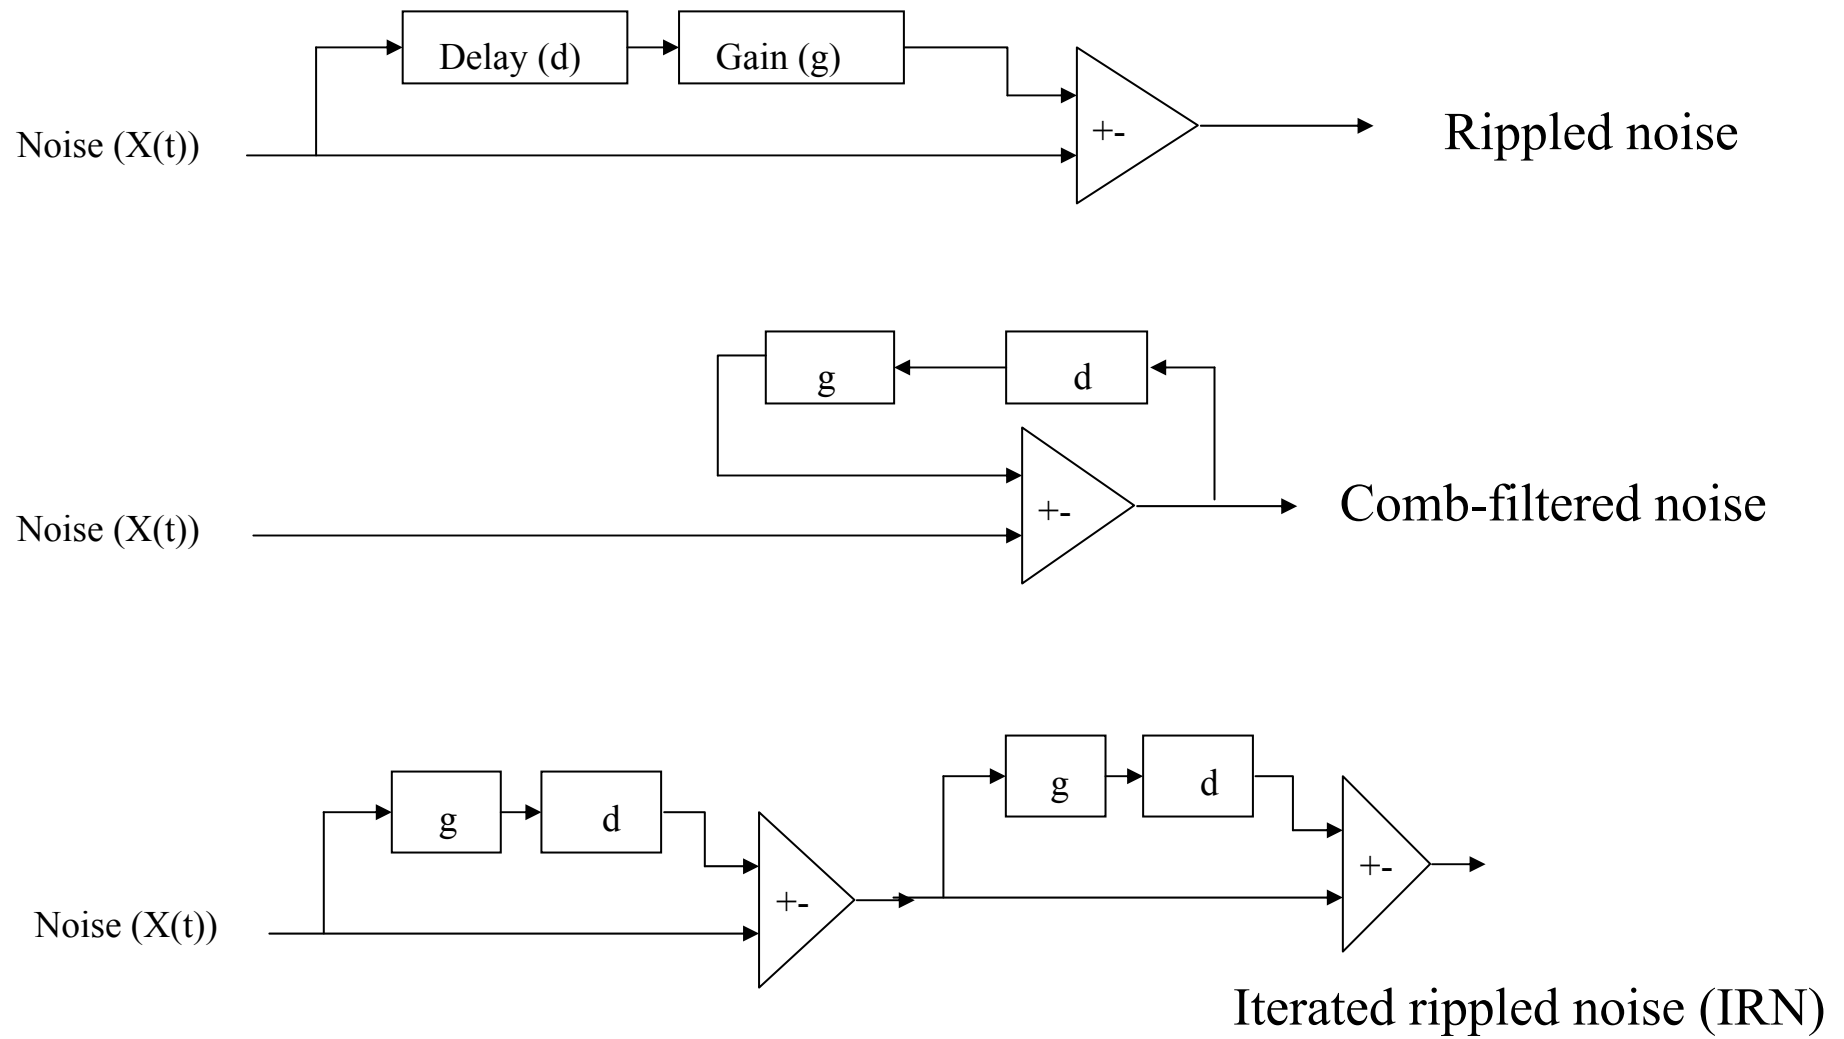 Delay (d)
Gain (g)
Noise (X(t))
+-
Rippled noise
g
d
Noise (X(t))
+-
Comb-filtered noise
g
d
g
d
Noise (X(t))
+-
+-
Iterated rippled noise (IRN)